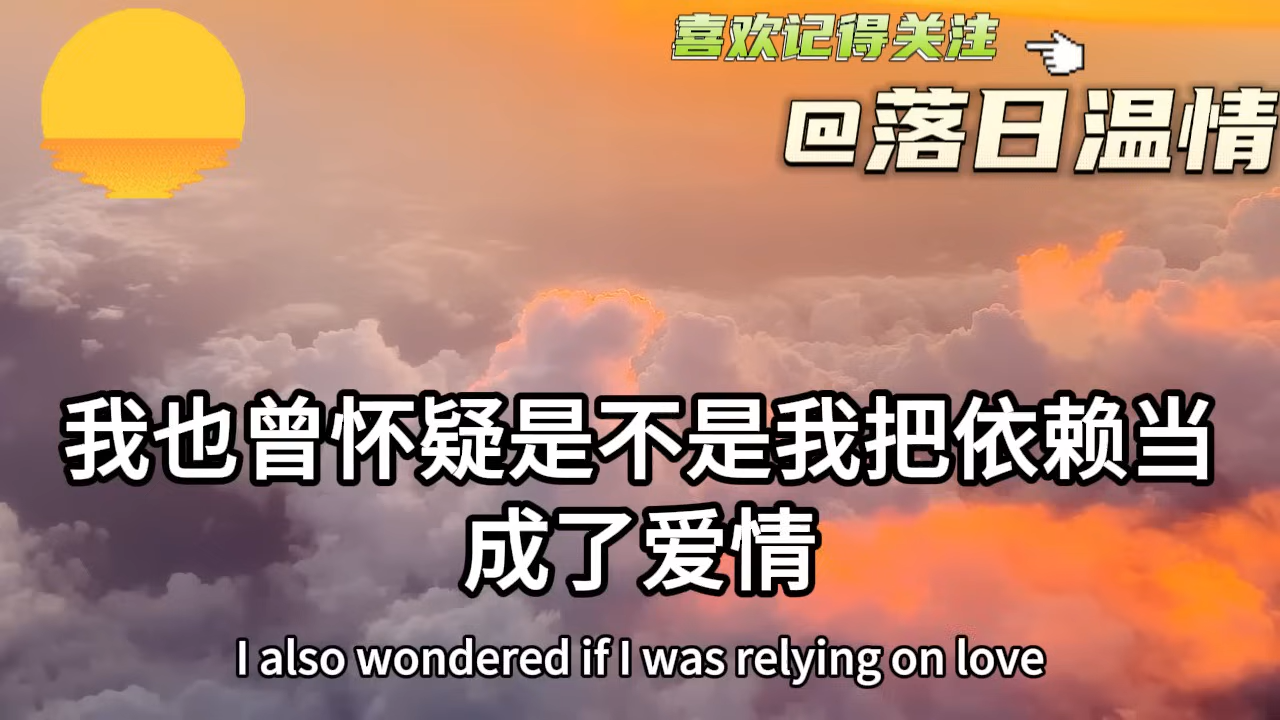 喜欢记得关注
@落日温情
我也曾怀疑是不是我把依赖当
成了爱情
I also wondered if I was relying on love